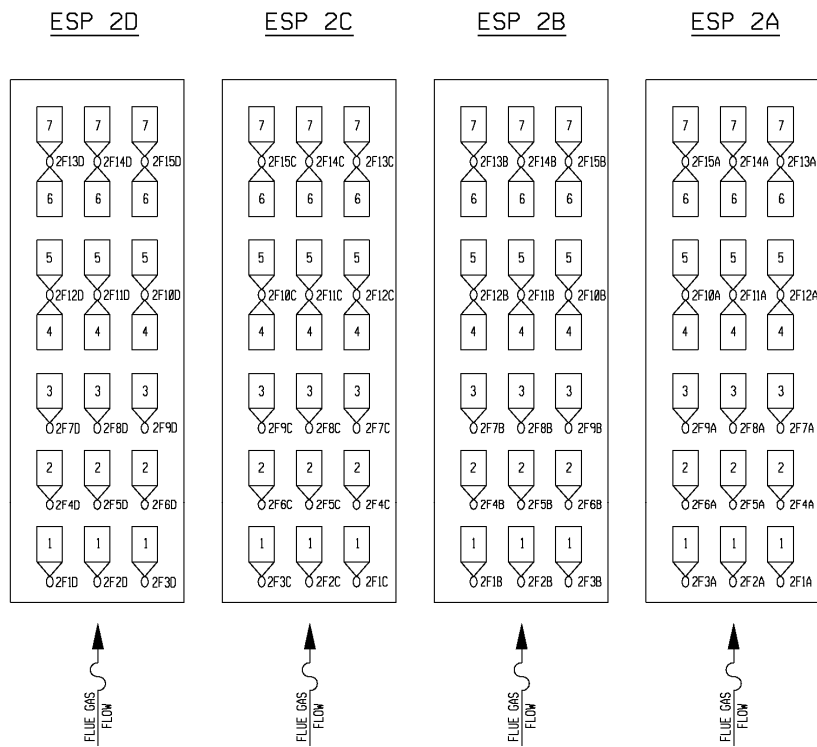 ESP 2D ESP 2C ESP 2B ESP 2A
7 7 7 7 7 7 7 7 7 7 7 7
2F13D 2F14D 2F15D 2F15C 2F14C 2F13C 2F13B 2F14B 2F15B 2F15A 2F14A 2F13A
6 6 6 6 6 6 6 6 6 6 6 6
5 5 5 5 5 5 5 5 5 5 5 5
2F12D 2F11D 2F10D 2F10C 2F11C 2F12C 2F12B 2F11B 2F10B 2F10A 2F11A 2F12A
4 4 4 4 4 4 4 4 4 4 4 4
3 3 3 3 3 3 3 3 3 3 3 3
2F7D 2F8D 2F9D 2F9C 2F8C 2F7C 2F7B 2F8B 2F9B 2F9A 2F8A 2F7A
2 2 2 2 2 2 2 2 2 2 2 2
2F4D 2F5D 2F6D 2F6C 2F5C 2F4C 2F4B 2F5B 2F6B 2F6A 2F5A 2F4A
1 1 1 1 1 1 1 1 1 1 1 1
2F1D 2F2D 2F3D 2F3C 2F2C 2F1C 2F1B 2F2B 2F3B 2F3A 2F2A 2F1A
FLUE GAS
FLOW
FLUE GAS
FLOW
FLUE GAS
FLOW
FLUE GAS
FLOW